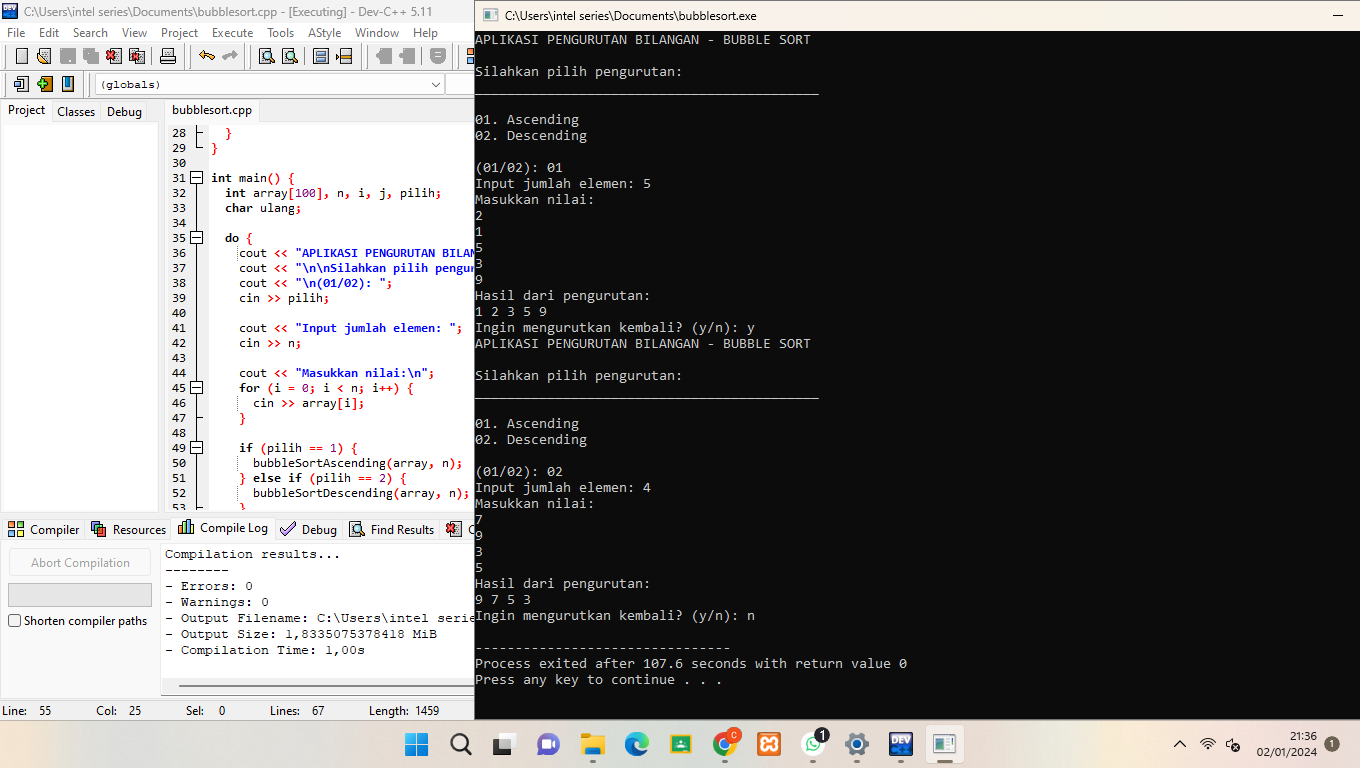 C:\Users\intel series\Documents\bubblesort.cpp - [Executing] - Dev-C++ 5.11
File Edit Search View Project Execute Tools AStyle Window Help
(globals)
Project Classes Debug
bubblesort.cpp
28 }
29 }
30
31 int main() {
32 int array[100], n, i, j, pilih;
33 char ulang;
34
35 do {
36 cout << "APLIKASI PENGURUTAN BILAN
37 cout << "\n\nSilahkan pilih pengur
38 cout << "\n(01/02): ";
39 cin >> pilih;
40
41 cout << "Input jumlah elemen: ";
42 cin >> n;
43
44 cout << "Masukkan nilai:\n";
45 for (i = 0; i < n; i++) {
46 cin >> array[i];
47 }
48
49 if (pilih == 1) {
50 bubbleSortAscending(array, n);
51 } else if (pilih == 2) {
52 bubbleSortDescending(array, n);
53 }
Compiler Resources Compile Log Debug Find Results C
Abort Compilation
Shorten compiler paths
Compilation results...
--------
- Errors: 0
- Warnings: 0
- Output Filename: C:\Users\intel serie
- Output Size: 1,8335075378418 MiB
- Compilation Time: 1,00s
Line: 55 Col: 25 Sel: 0 Lines: 67 Length: 1459
C:\Users\intel series\Documents\bubblesort.exe
APLIKASI PENGURUTAN BILANGAN - BUBBLE SORT
Silahkan pilih pengurutan:
___________________________________________
01. Ascending
02. Descending
(01/02): 01
Input jumlah elemen: 5
Masukkan nilai:
2
1
5
3
9
Hasil dari pengurutan:
1 2 3 5 9
Ingin mengurutkan kembali? (y/n): y
APLIKASI PENGURUTAN BILANGAN - BUBBLE SORT
Silahkan pilih pengurutan:
___________________________________________
01. Ascending
02. Descending
(01/02): 02
Input jumlah elemen: 4
Masukkan nilai:
7
9
3
5
Hasil dari pengurutan:
9 7 5 3
Ingin mengurutkan kembali? (y/n): n
--------------------------------
Process exited after 107.6 seconds with return value 0
Press any key to continue . . .
c
1
DEV
21:36
02/01/2024
1